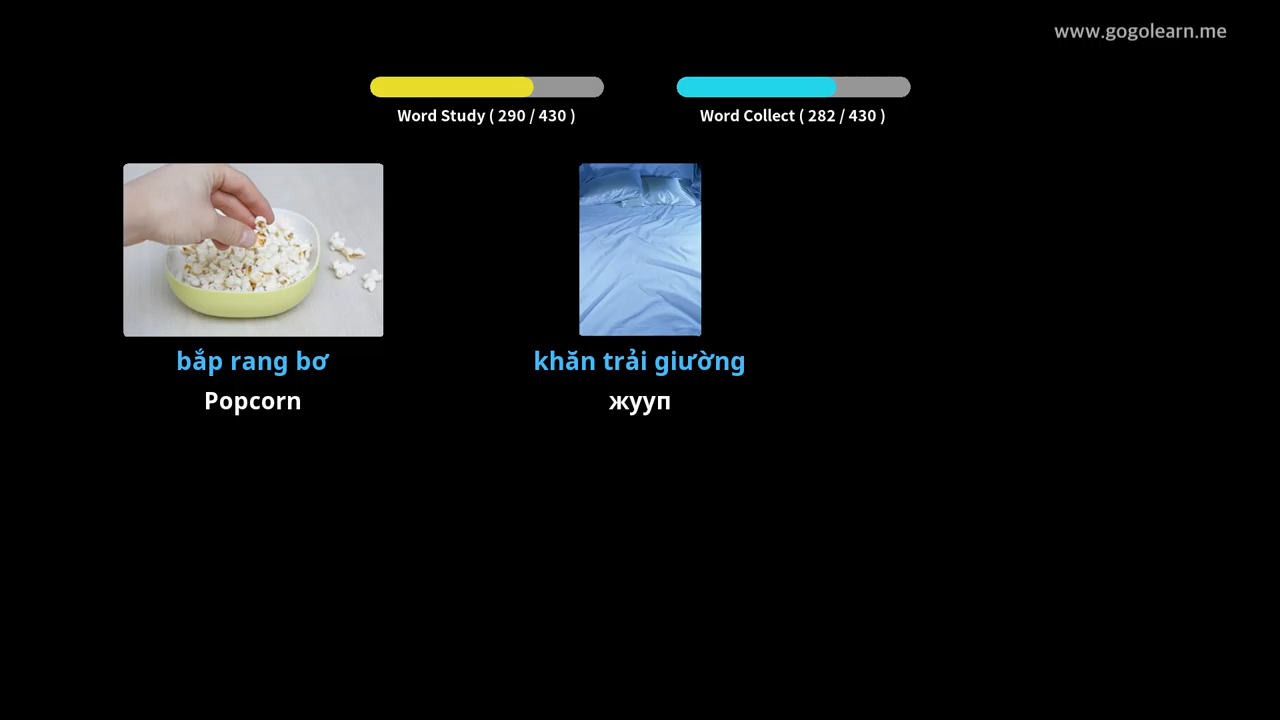 www.gogolearn.me
Word Study ( 290 / 430 )
Word Collect ( 282 / 430 )
bắp rang bơ
Popcorn
khăn trải giường
жууп